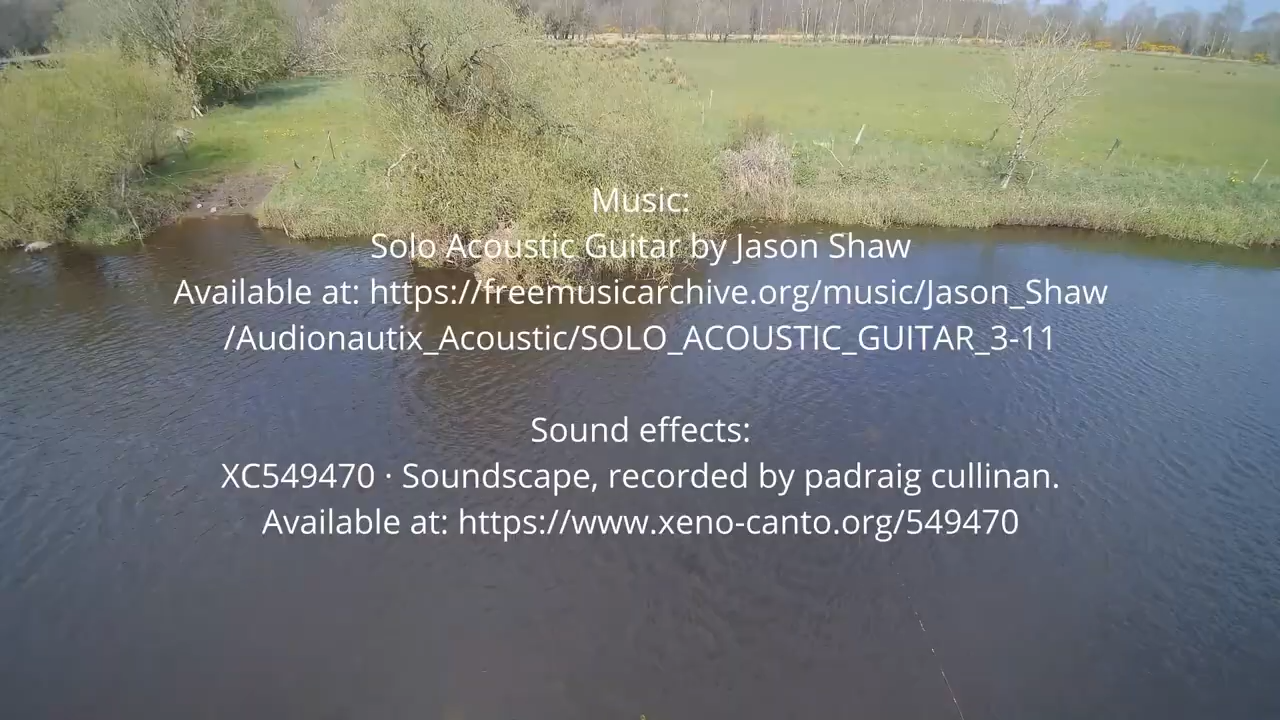 Music:
Solo Acoustic Guitar by Jason Shaw
Available at: https://freemusicarchive.org/music/Jason_Shaw
/Audionautix_Acoustic/SOLO_ACOUSTIC_GUITAR_3-11
Sound effects:
XC549470 · Soundscape, recorded by padraig cullinan.
Available at: https://www.xeno-canto.org/549470